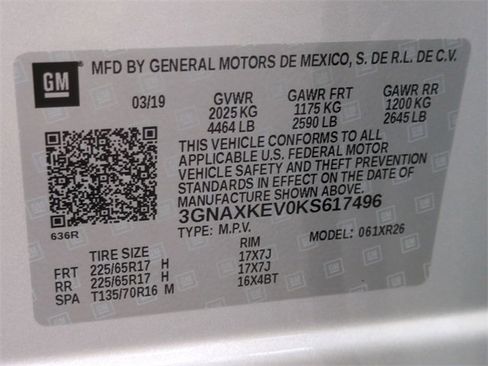 GM MFD BY GENERAL MOTORS DE MEXICO, S. DE R.L. DE C.V.
03/19 GVWR GAWR FRT GAWR RR
2025 KG 1175 KG 1200 KG
4464 LB 2590 LB 2645 LB
THIS VEHICLE CONFORMS TO ALL
APPLICABLE U.S. FEDERAL MOTOR
VEHICLE SAFETY AND THEFT PREVENTION
STANDARDS IN EFFECT ON THE DATE OF
MANUFACTURE SHOWN ABOVE.
3GNAXKEV0KS617496
636R TYPE: M.P.V. MODEL: 061XR26
TIRE SIZE RIM
FRT 225/65R17 H 17X7J
RR 225/65R17 H 17X7J
SPA T135/70R16 M 16X4BT